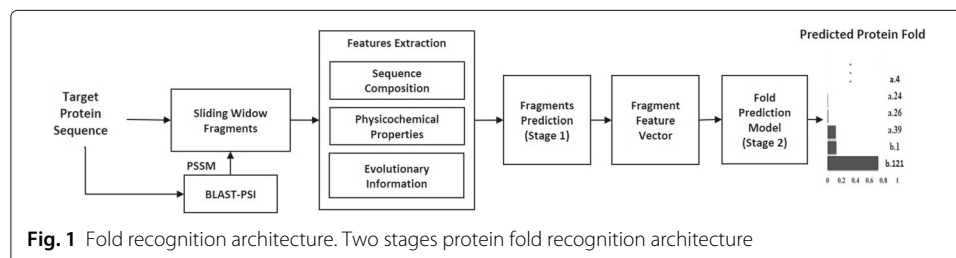 Target
Protein
Sequence
Sliding Widow
Fragments
PSSM
BLAST-PSI
Features Extraction
Sequence
Composition
Physicochemical
Properties
Evolutionary
Information
Fragments
Prediction
(Stage 1)
Fragment
Feature
Vector
Fold
Prediction
Model
(Stage 2)
Predicted Protein Fold
a.4
a.24
a.26
a.39
b.1
b.121
0 0.2 0.4 0.6 0.8 1
Fig. 1 Fold recognition architecture. Two stages protein fold recognition architecture